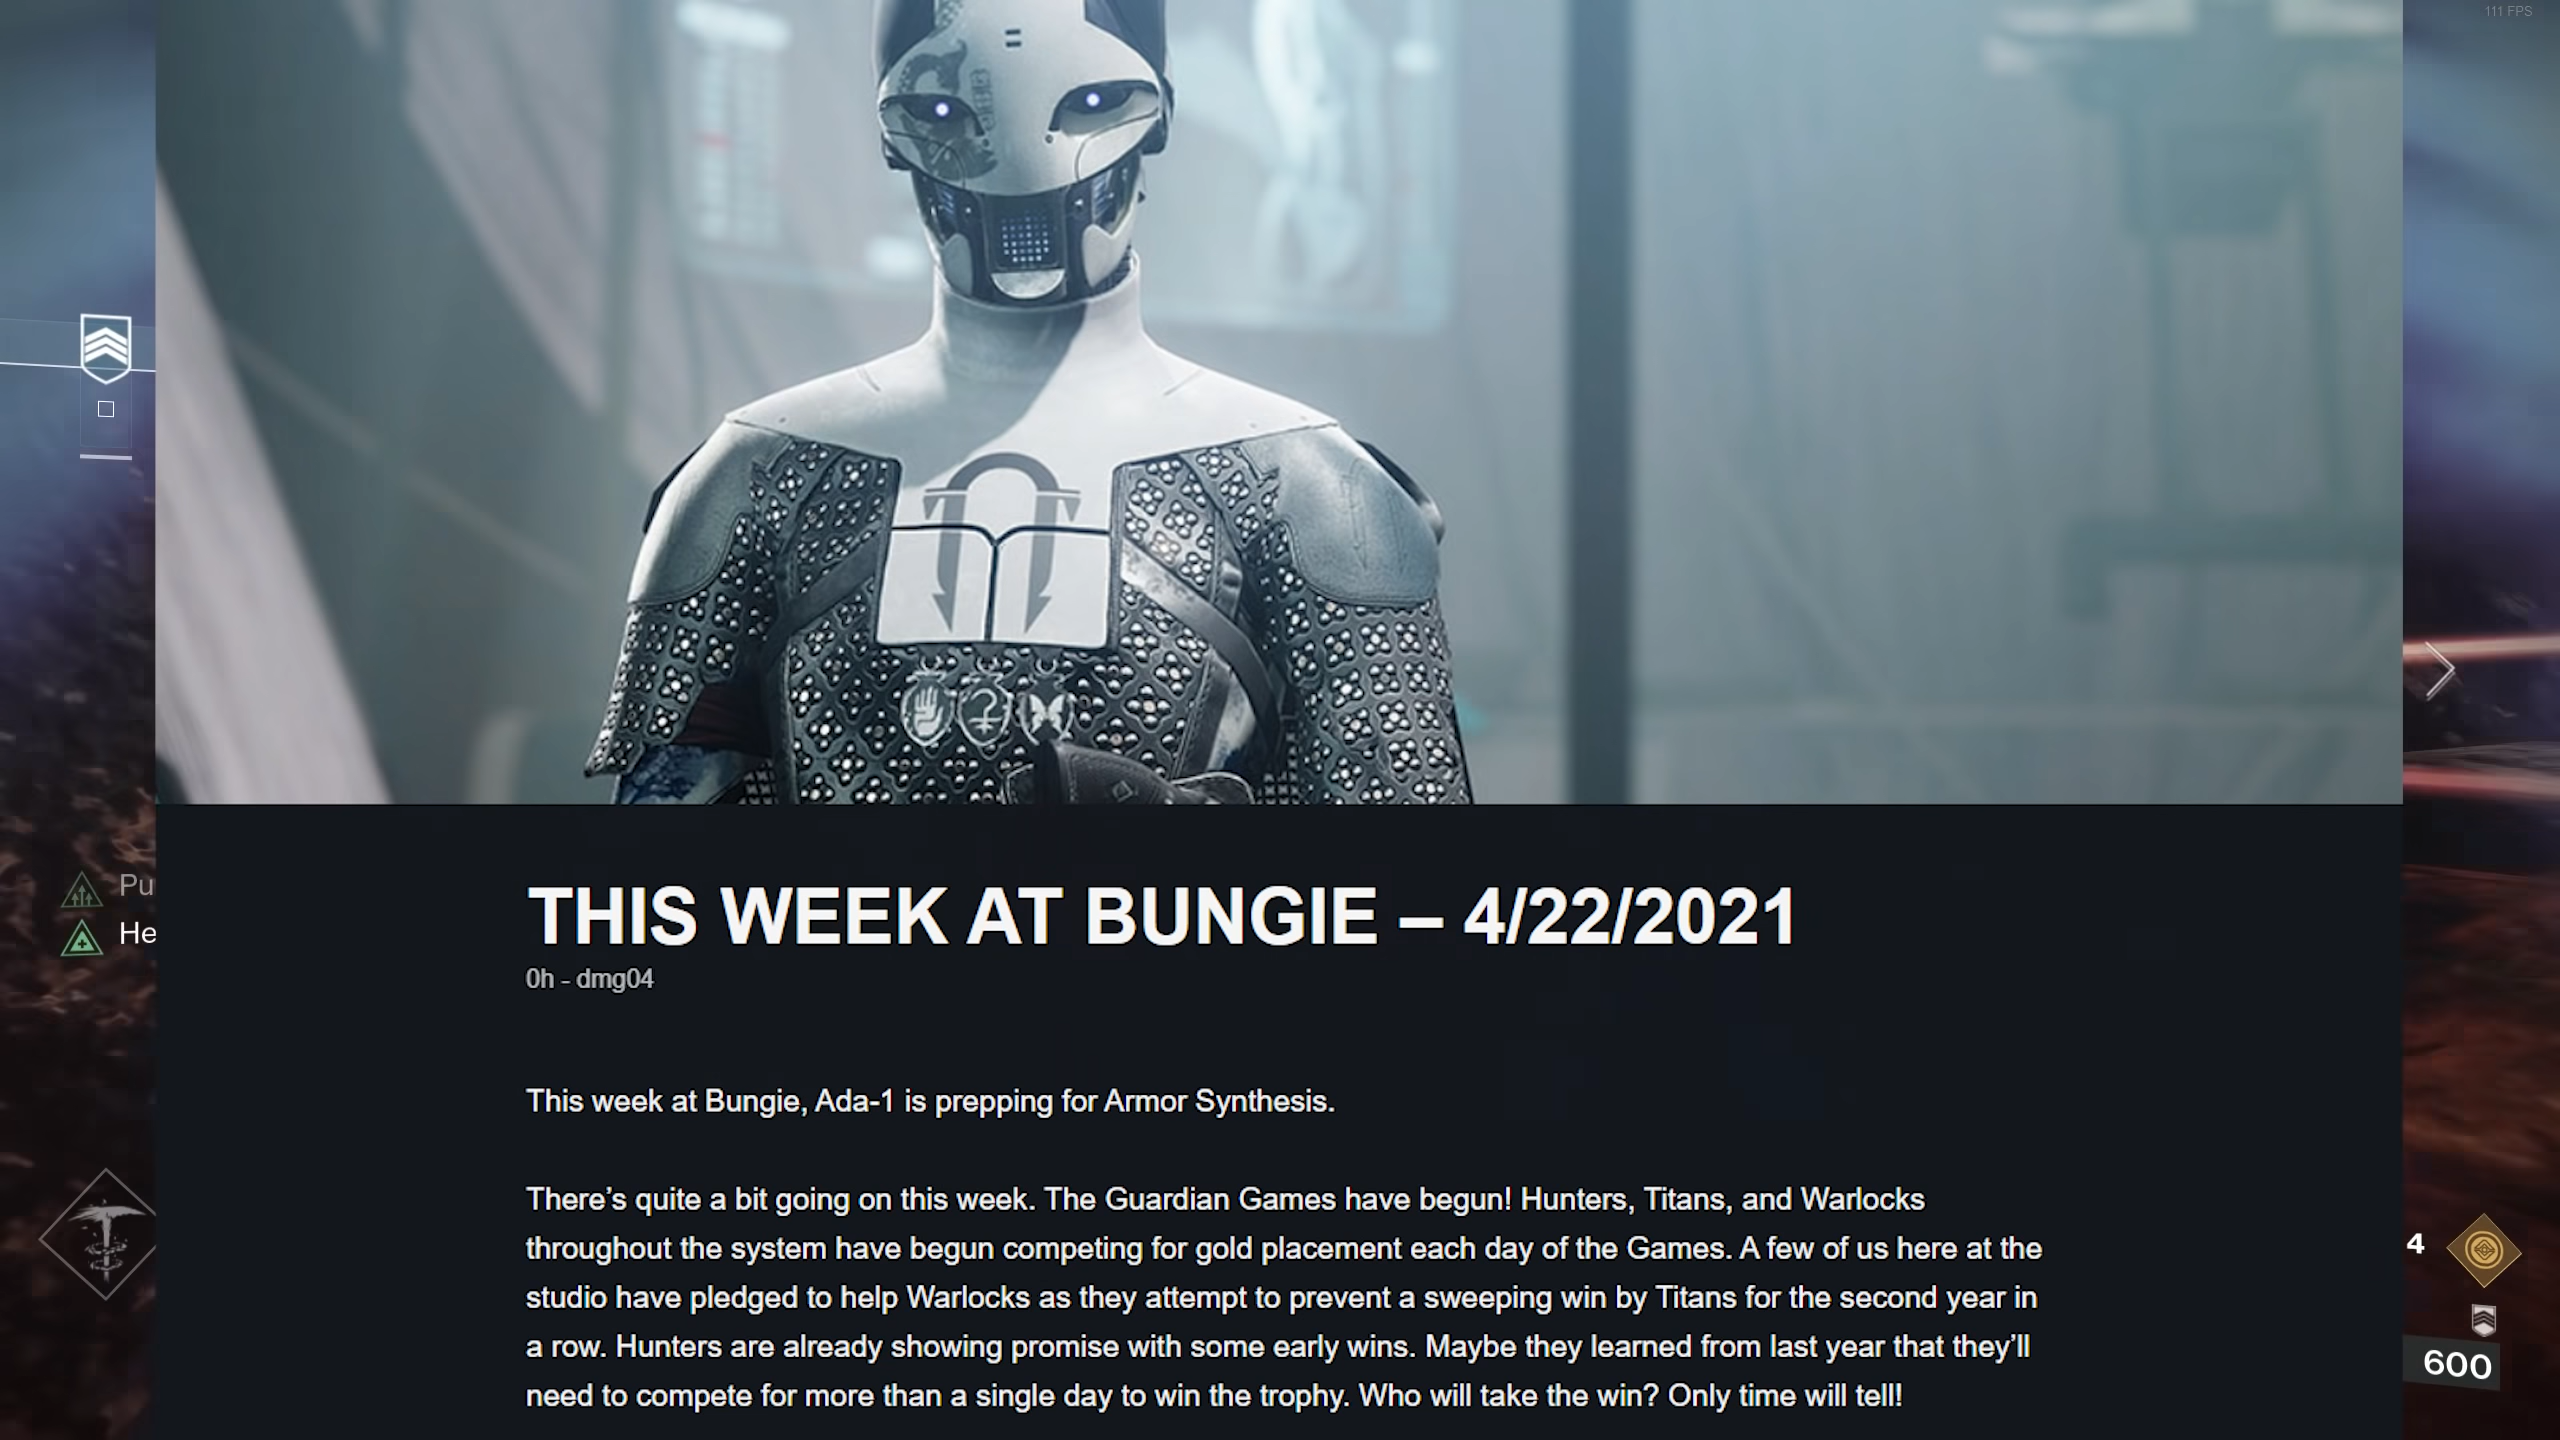 111 FPS
THIS WEEK AT BUNGIE – 4/22/2021
0h - dmg04
This week at Bungie, Ada-1 is prepping for Armor Synthesis.
There’s quite a bit going on this week. The Guardian Games have begun! Hunters, Titans, and Warlocks
throughout the system have begun competing for gold placement each day of the Games. A few of us here at the
studio have pledged to help Warlocks as they attempt to prevent a sweeping win by Titans for the second year in
a row. Hunters are already showing promise with some early wins. Maybe they learned from last year that they’ll
need to compete for more than a single day to win the trophy. Who will take the win? Only time will tell!
Pu
He
4
600